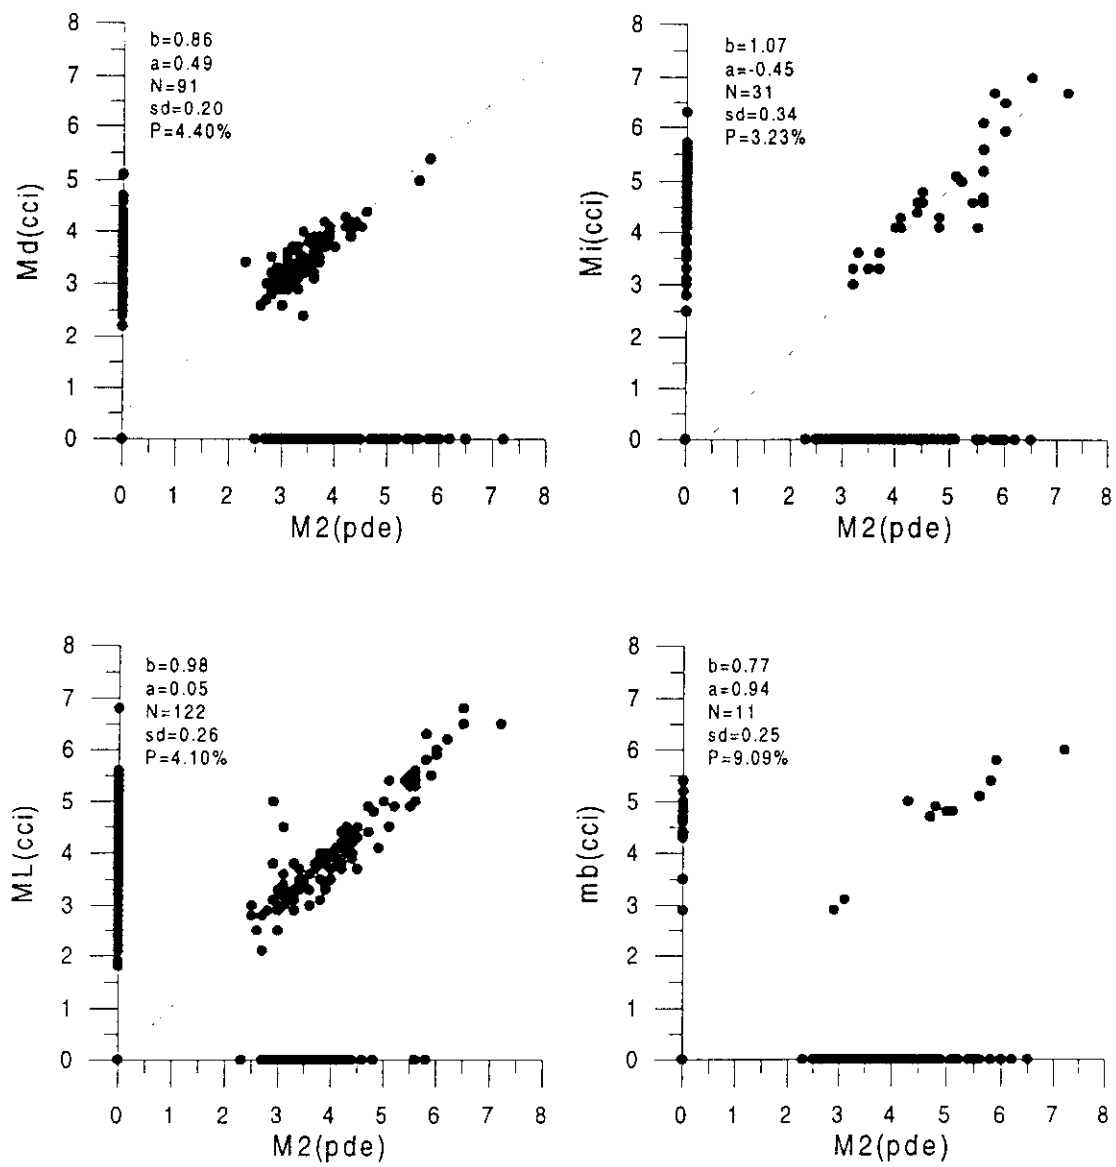 8
7
6
5
4
3
2
1
0
Md(cci)
b=0.86
a=0.49
N=91
sd=0.20
P=4.40%
0 1 2 3 4 5 6 7 8
M2(pde)
8
7
6
5
4
3
2
1
0
Mi(cci)
b=1.07
a=-0.45
N=31
sd=0.34
P=3.23%
0 1 2 3 4 5 6 7 8
M2(pde)
8
7
6
5
4
3
2
1
0
ML(cci)
b=0.98
a=0.05
N=122
sd=0.26
P=4.10%
0 1 2 3 4 5 6 7 8
M2(pde)
8
7
6
5
4
3
2
1
0
mb(cci)
b=0.77
a=0.94
N=11
sd=0.25
P=9.09%
0 1 2 3 4 5 6 7 8
M2(pde)